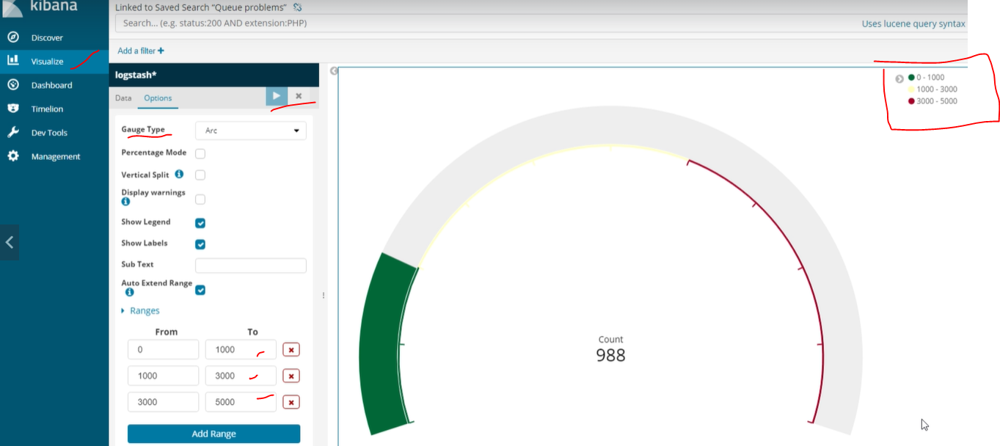 kibana
Linked to Saved Search “Queue problems”
Search... (e.g. status:200 AND extension:PHP)
Uses lucene query syntax
Add a filter +
Discover
Visualize
Dashboard
Timelion
Dev Tools
Management
logstash*
Data Options
Gauge Type
Arc
Percentage Mode
Vertical Split
Display warnings
Show Legend
Show Labels
Sub Text
Auto Extend Range
Ranges
From To
0 1000
1000 3000
3000 5000
Add Range
Count
988
0 - 1000
1000 - 3000
3000 - 5000